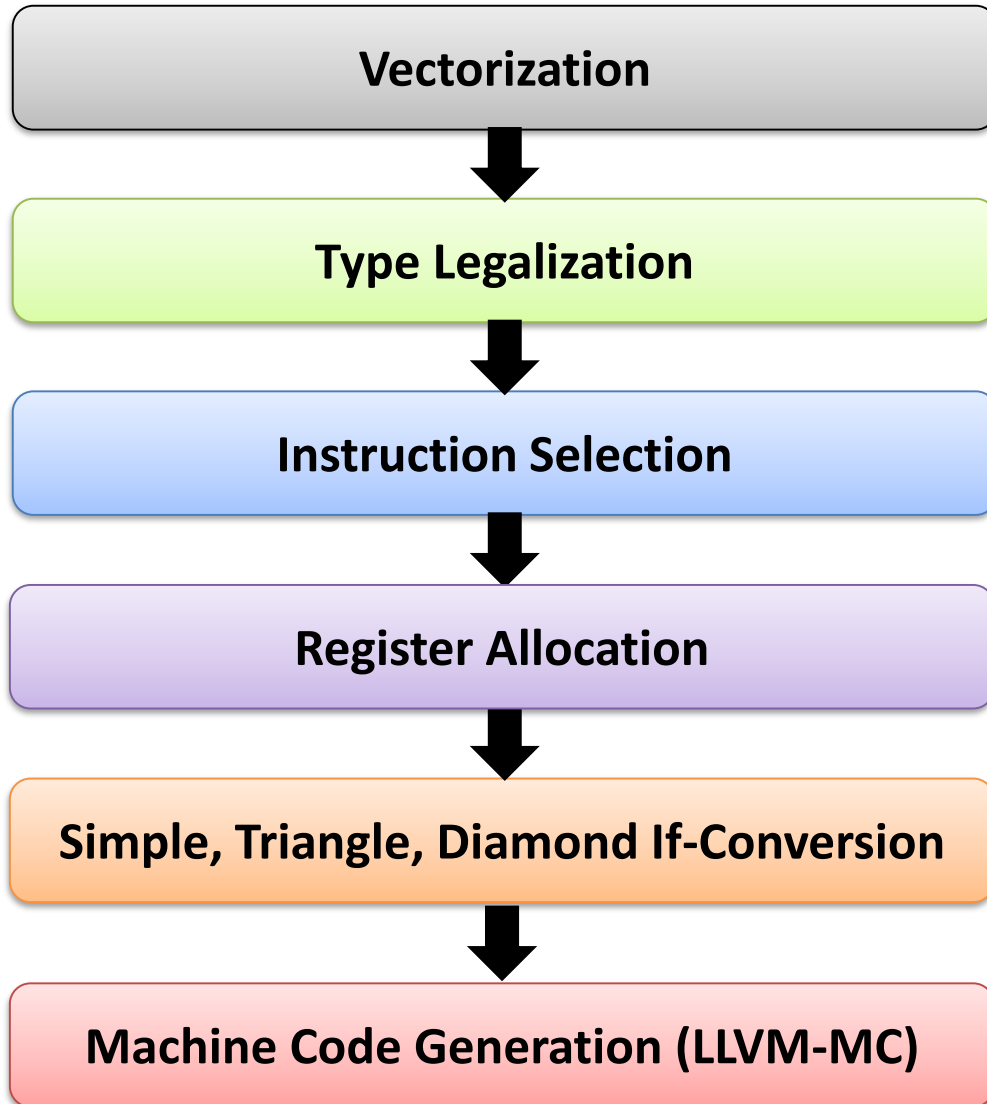 Vectorization
Type Legalization
Instruction Selection
Register Allocation
Simple, Triangle, Diamond If-Conversion
Machine Code Generation (LLVM-MC)